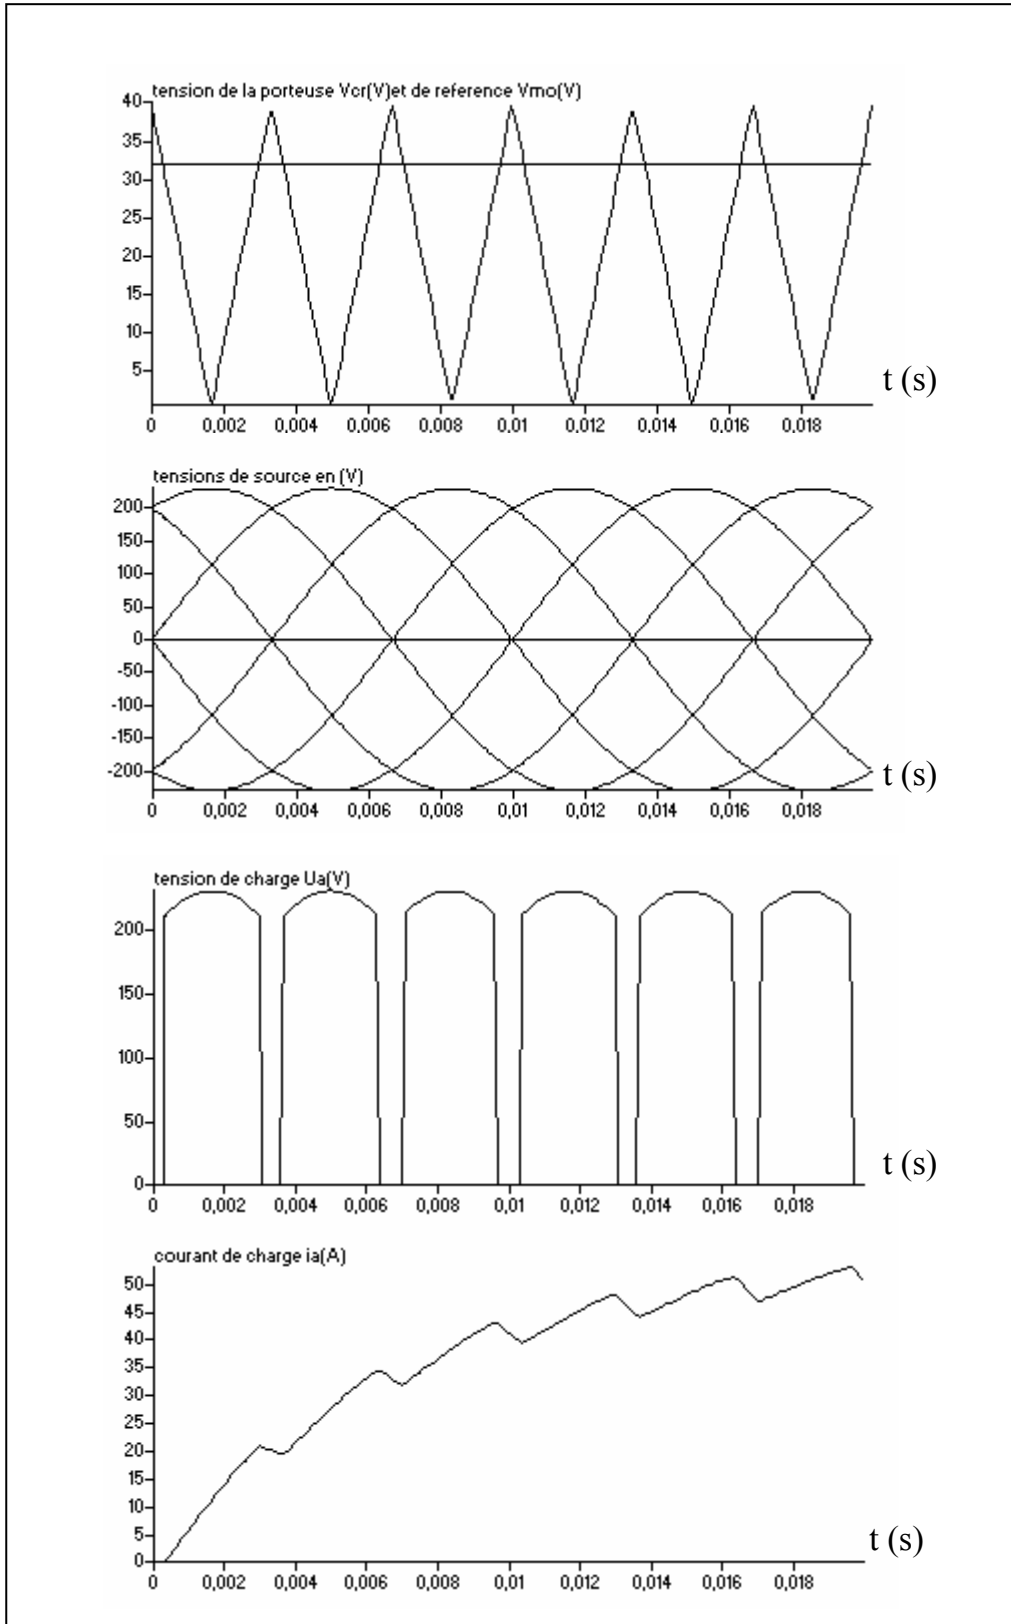 tension de la porteuse Vcr(V)et de reference Vmo(V)
40
35
30
25
20
15
10
5
t (s)
0 0,002 0,004 0,006 0,008 0,01 0,012 0,014 0,016 0,018
tensions de source en (V)
200
150
100
50
0
-50
-100
-150
-200
t (s)
0 0,002 0,004 0,006 0,008 0,01 0,012 0,014 0,016 0,018
tension de charge Ua(V)
200
150
100
50
0
t (s)
0 0,002 0,004 0,006 0,008 0,01 0,012 0,014 0,016 0,018
courant de charge ia(A)
50
45
40
35
30
25
20
15
10
5
0
t (s)
0 0,002 0,004 0,006 0,008 0,01 0,012 0,014 0,016 0,018